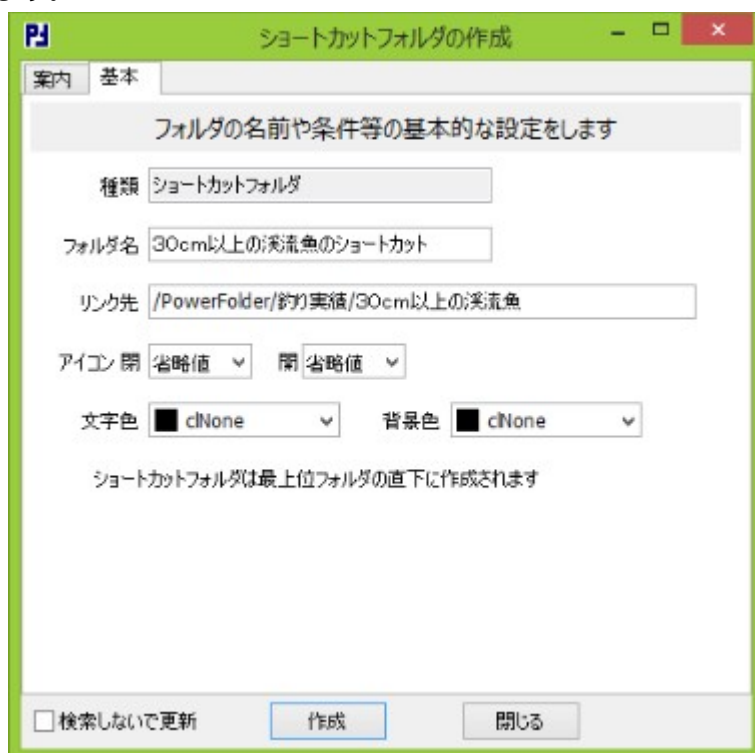 ショートカットフォルダの作成
案内 基本
フォルダの名前や条件等の基本的な設定をします
種類 ショートカットフォルダ
フォルダ名 30cm以上の渓流魚のショートカット
リンク先 /PowerFolder/釣り実績/30cm以上の渓流魚
アイコン 閉 省略値 開 省略値
文字色 clNone 背景色 clNone
ショートカットフォルダは最上位フォルダの直下に作成されます
検索しないで更新 作成 閉じる